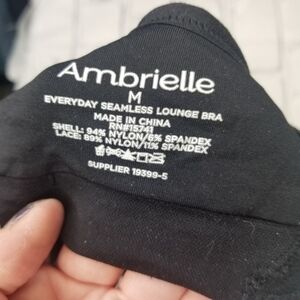 Ambrielle
M
EVERYDAY SEAMLESS LOUNGE BRA
MADE IN CHINA
RN#15741
SHELL: 94% NYLON/6% SPANDEX
LACE: 89% NYLON/11% SPANDEX
SUPPLIER 19399-5